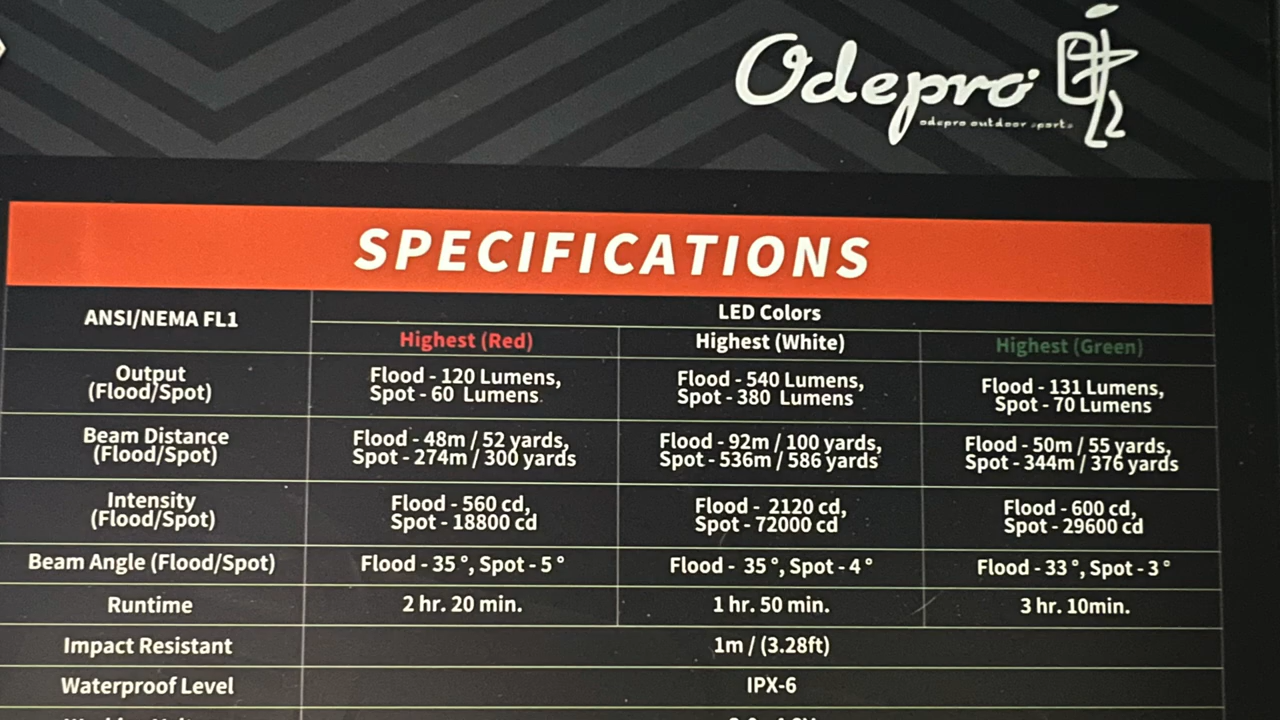 Odepro
odepro outdoor sports
SPECIFICATIONS
ANSI/NEMA FL1
LED Colors
Highest (Red)
Highest (White)
Highest (Green)
Output
(Flood/Spot)
Flood - 120 Lumens,
Spot - 60 Lumens
Flood - 540 Lumens,
Spot - 380 Lumens
Flood - 131 Lumens,
Spot - 70 Lumens
Beam Distance
(Flood/Spot)
Flood - 48m / 52 yards,
Spot - 274m / 300 yards
Flood - 92m / 100 yards,
Spot - 536m / 586 yards
Flood - 50m / 55 yards,
Spot - 344m / 376 yards
Intensity
(Flood/Spot)
Flood - 560 cd,
Spot - 18800 cd
Flood - 2120 cd,
Spot - 72000 cd
Flood - 600 cd,
Spot - 29600 cd
Beam Angle (Flood/Spot)
Flood - 35°, Spot - 5°
Flood - 35°, Spot - 4°
Flood - 33°, Spot - 3°
Runtime
2 hr. 20 min.
1 hr. 50 min.
3 hr. 10min.
Impact Resistant
1m / (3.28ft)
Waterproof Level
IPX-6